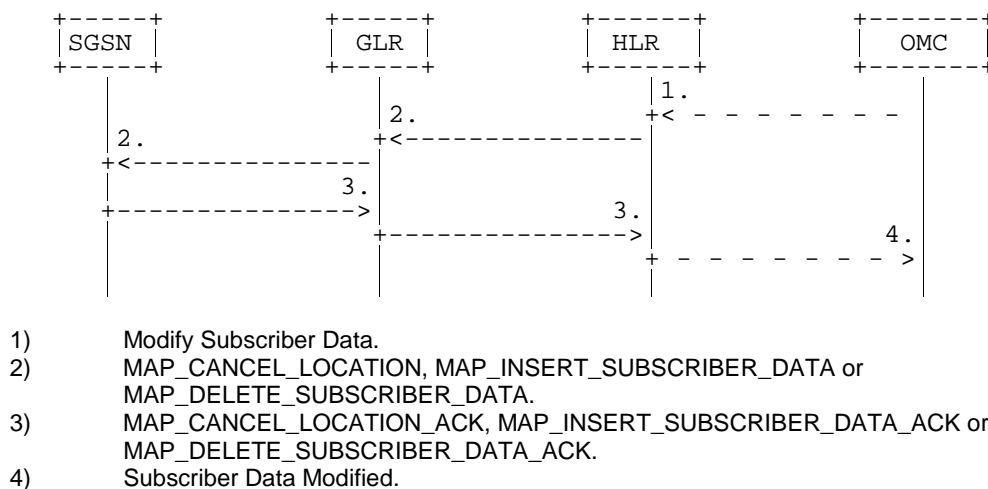 SGSN GLR HLR OMC
1.
2.
2.
3.
3.
4.
1) Modify Subscriber Data.
2) MAP_CANCEL_LOCATION, MAP_INSERT_SUBSCRIBER_DATA or
MAP_DELETE_SUBSCRIBER_DATA.
3) MAP_CANCEL_LOCATION_ACK, MAP_INSERT_SUBSCRIBER_DATA_ACK or
MAP_DELETE_SUBSCRIBER_DATA_ACK.
4) Subscriber Data Modified.